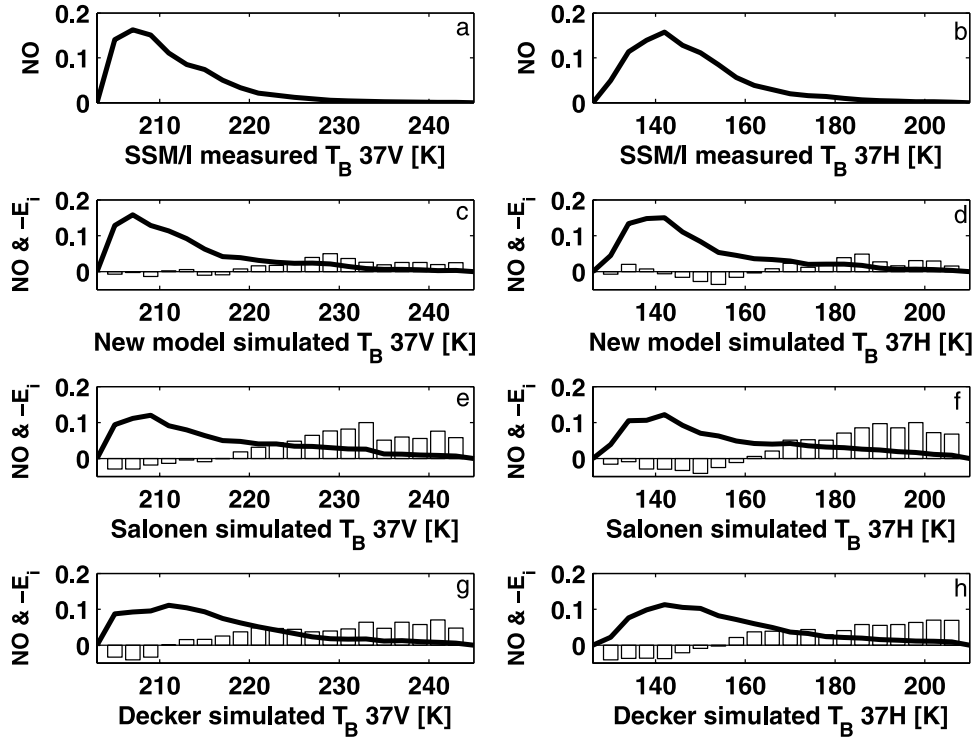 0.2
0.1
0
NO
a
210 220 230 240
SSM/I measured T_B 37V [K]
NO
0.2
0.1
0
b
140 160 180 200
SSM/I measured T_B 37H [K]
NO & -E_i
0.2
0.1
0
c
210 220 230 240
New model simulated T_B 37V [K]
NO & -E_i
0.2
0.1
0
d
140 160 180 200
New model simulated T_B 37H [K]
NO & -E_i
0.2
0.1
0
e
210 220 230 240
Salonen simulated T_B 37V [K]
NO & -E_i
0.2
0.1
0
f
140 160 180 200
Salonen simulated T_B 37H [K]
NO & -E_i
0.2
0.1
0
g
210 220 230 240
Decker simulated T_B 37V [K]
NO & -E_i
0.2
0.1
0
h
140 160 180 200
Decker simulated T_B 37H [K]